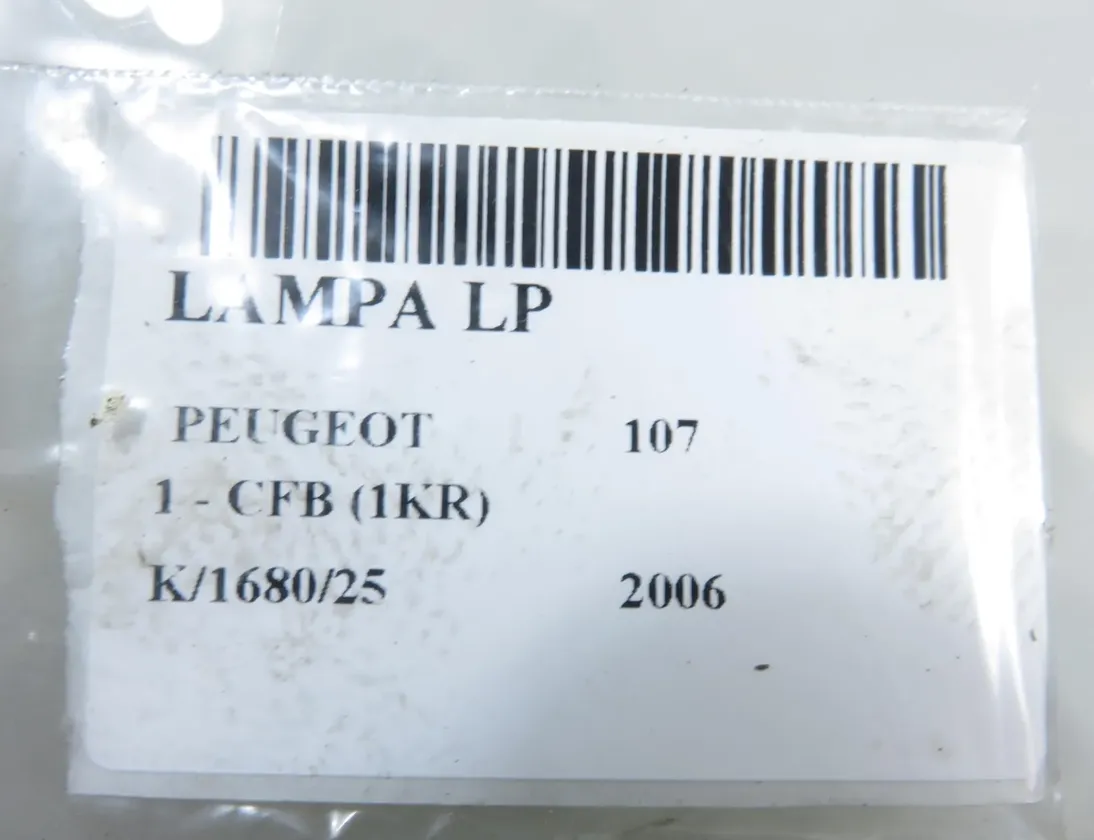 LAMPA LP
PEUGEOT 107
1 - CFB (1KR)
K/1680/25 2006